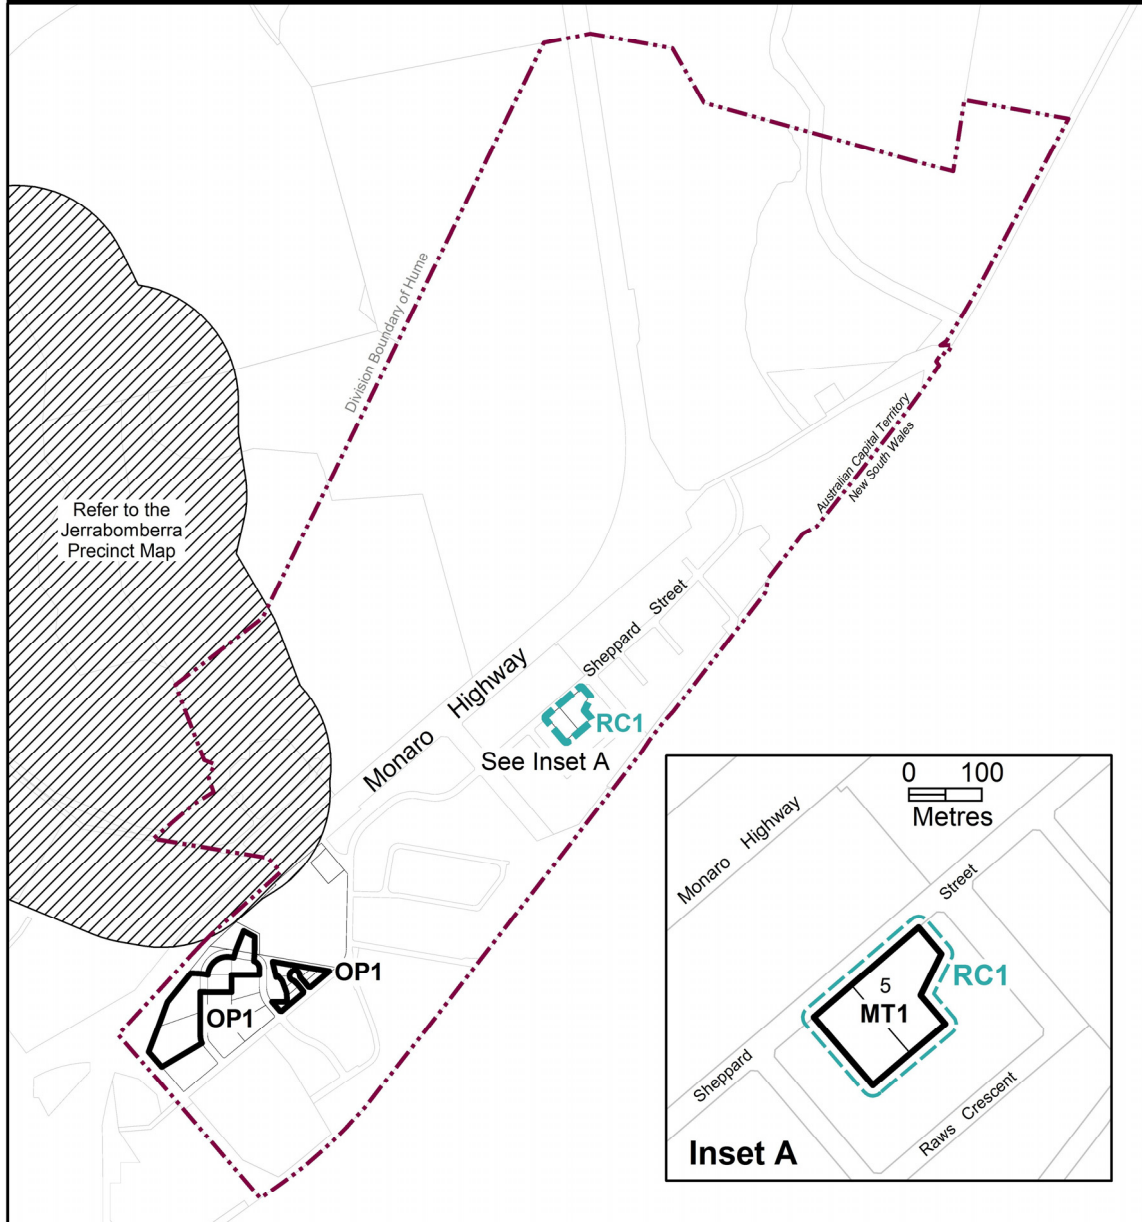 Division Boundary of Hume
Refer to the
Jerrabomberra
Precinct Map
Australian Capital Territory
New South Wales
Sheppard Street
Monaro Highway
RC1
See Inset A
OP1
OP1
0 100
Metres
Monaro Highway
Street
RC1
5
MT1
Sheppard
Raws Crescent
Inset A